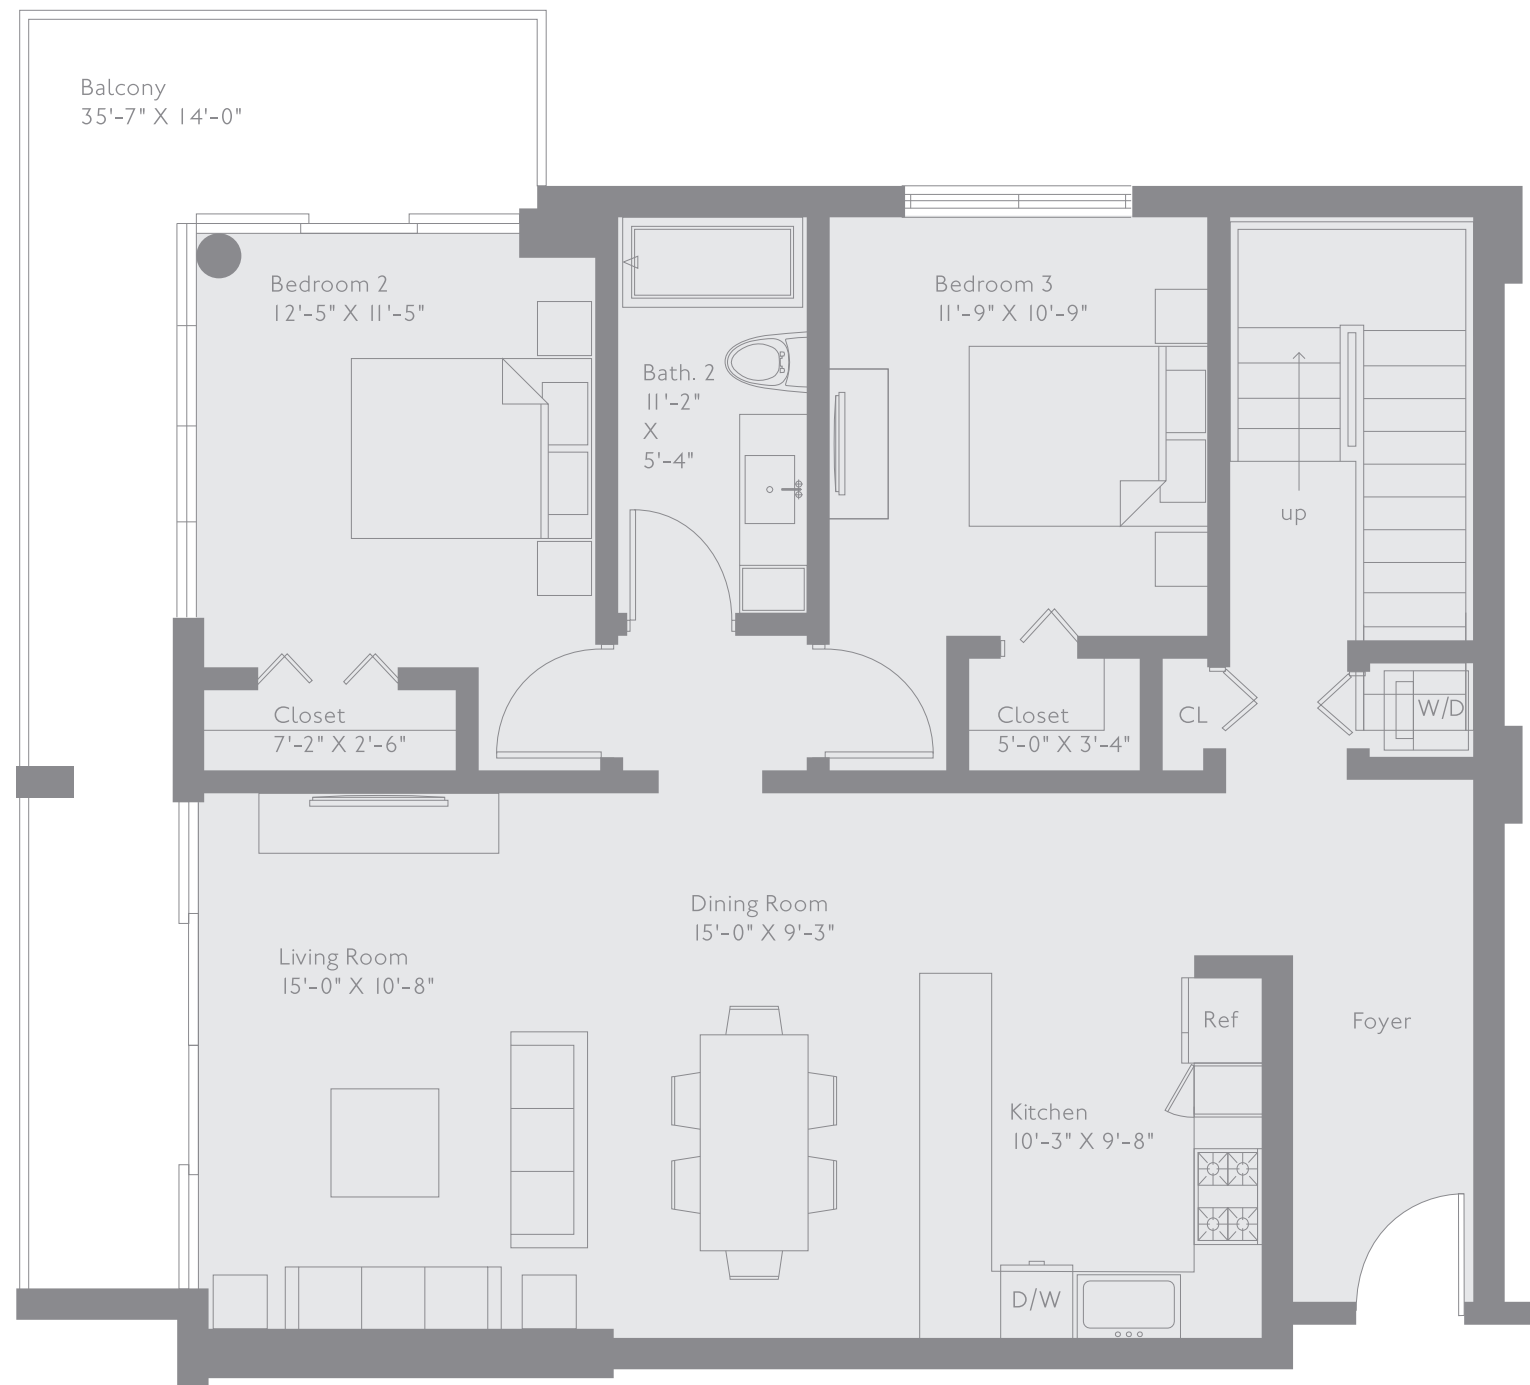 Balcony
35'-7" X 14'-0"
Bedroom 2
12'-5" X 11'-5"
Bedroom 3
11'-9" X 10'-9"
Bath. 2
11'-2"
X
5'-4"
up
Closet
7'-2" X 2'-6"
Closet
5'-0" X 3'-4"
CL
W/D
Dining Room
15'-0" X 9'-3"
Living Room
15'-0" X 10'-8"
Ref
Foyer
Kitchen
10'-3" X 9'-8"
D/W